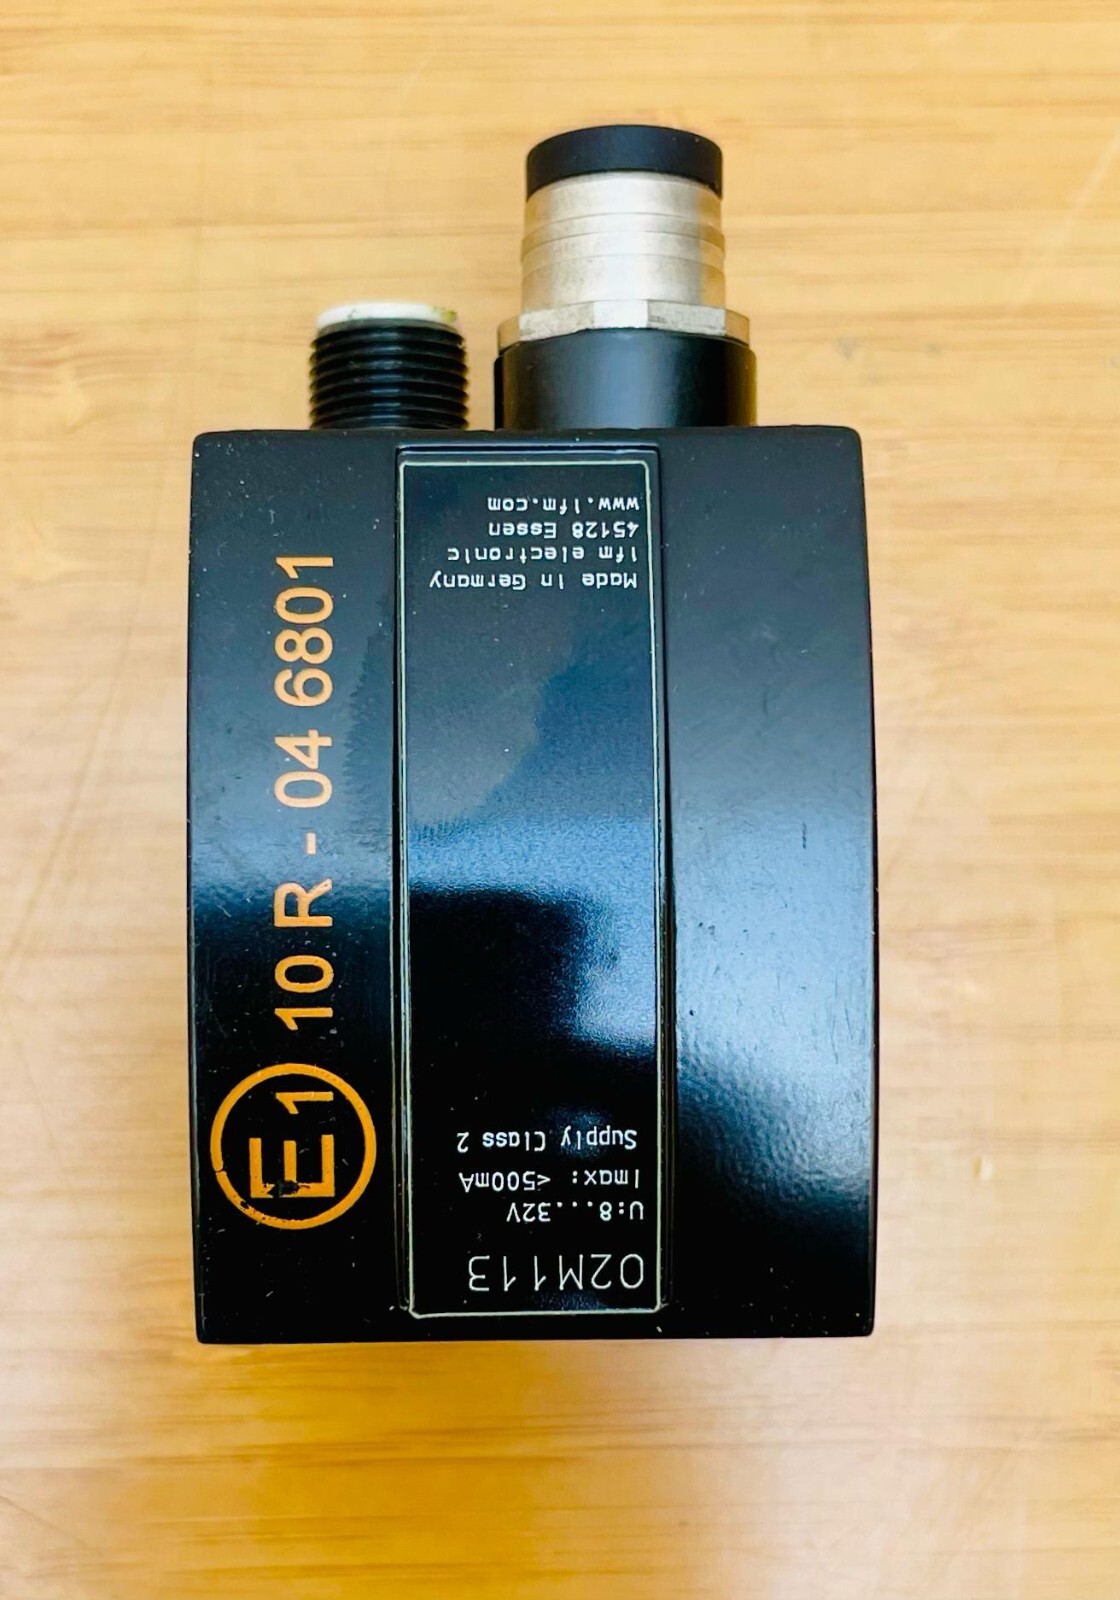 O2M113
U:8...32V
Imax: <500mA
Supply Class 2
Made in Germany
ifm electronic
45128 Essen
www.ifm.com
E1 10 R - 04 6801